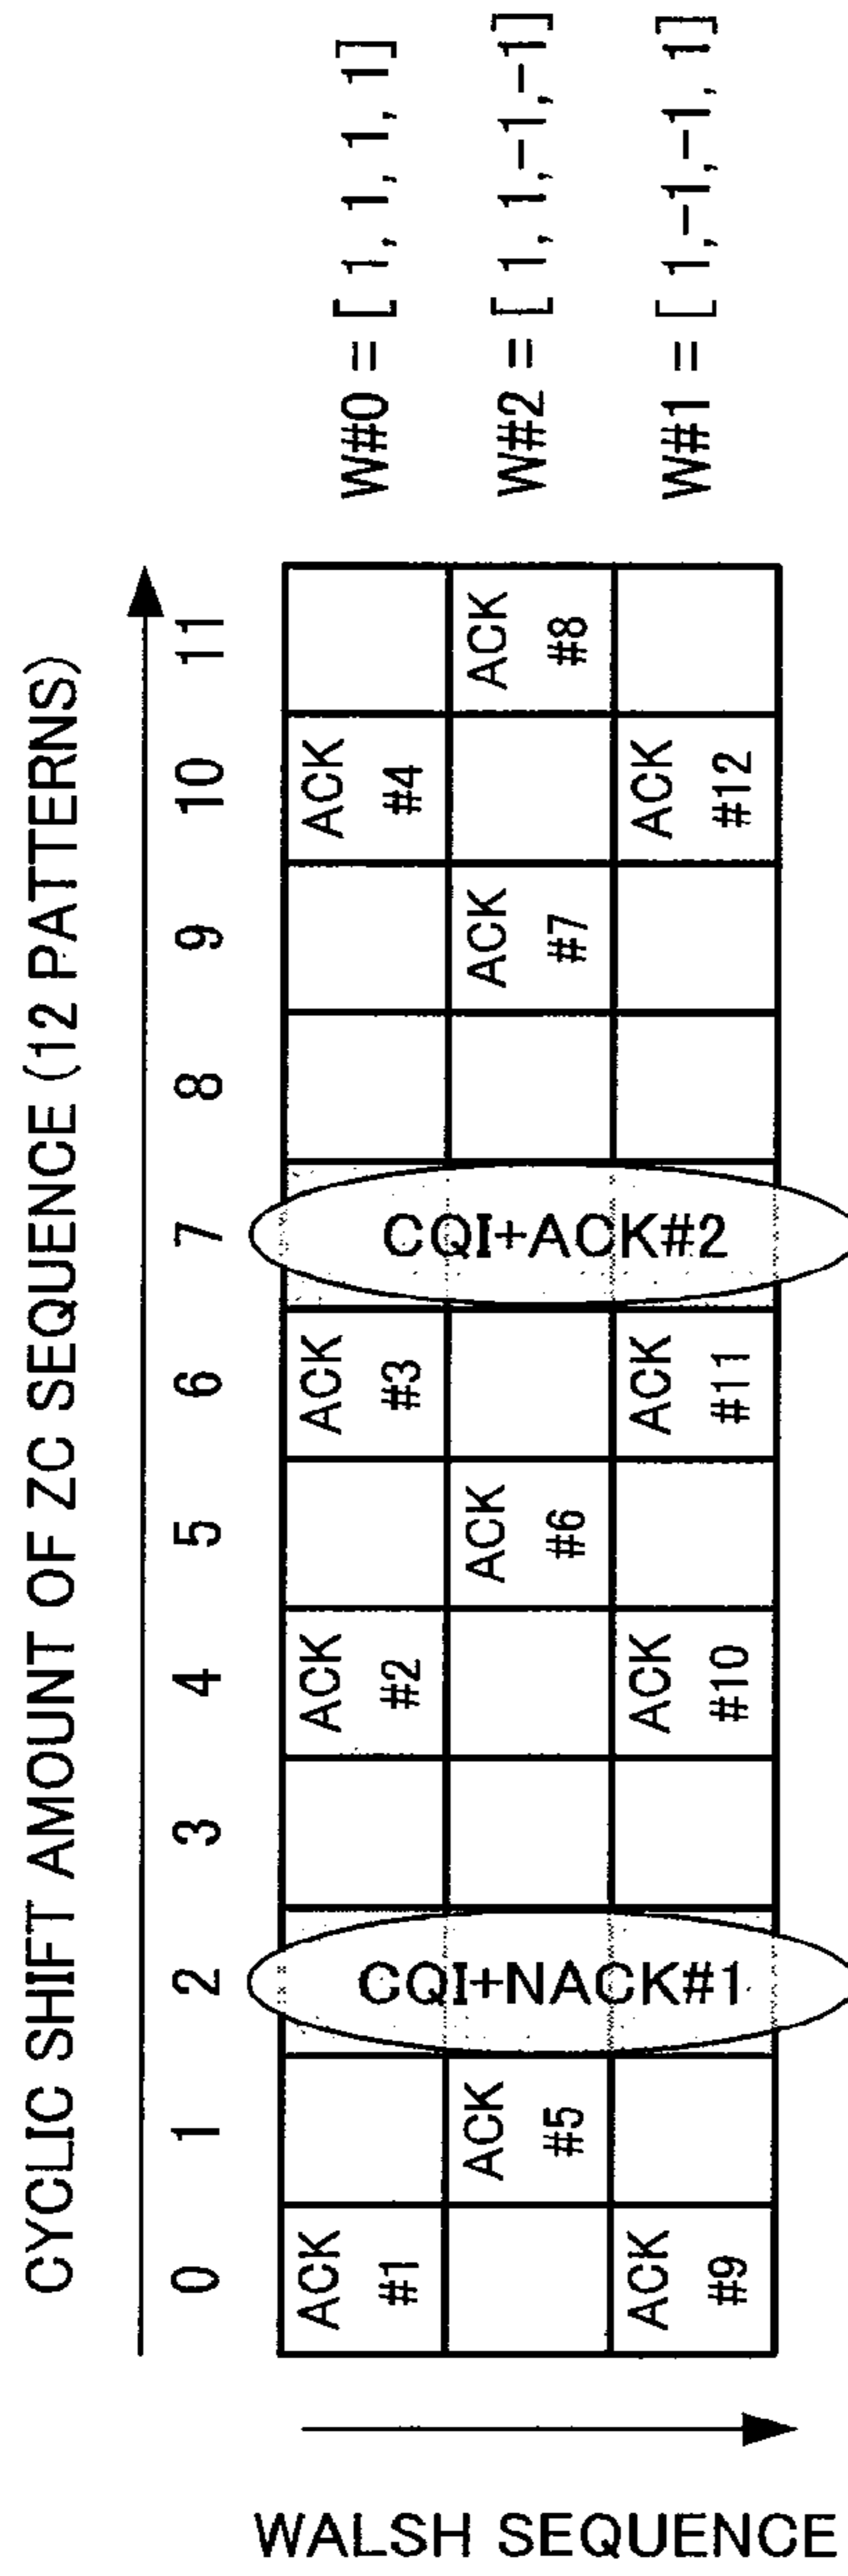 CYCLIC SHIFT AMOUNT OF ZC SEQUENCE (12 PATTERNS)
0 1 2 3 4 5 6 7 8 9 10 11
ACK #1
ACK #2
ACK #3
ACK #4
W#0 = [ 1, 1, 1, 1]
ACK #5
CQI+NACK#1
ACK #6
CQI+ACK#2
ACK #7
ACK #8
W#2 = [ 1, 1,-1,-1]
ACK #9
ACK #10
ACK #11
ACK #12
W#1 = [ 1,-1,-1, 1]
WALSH SEQUENCE